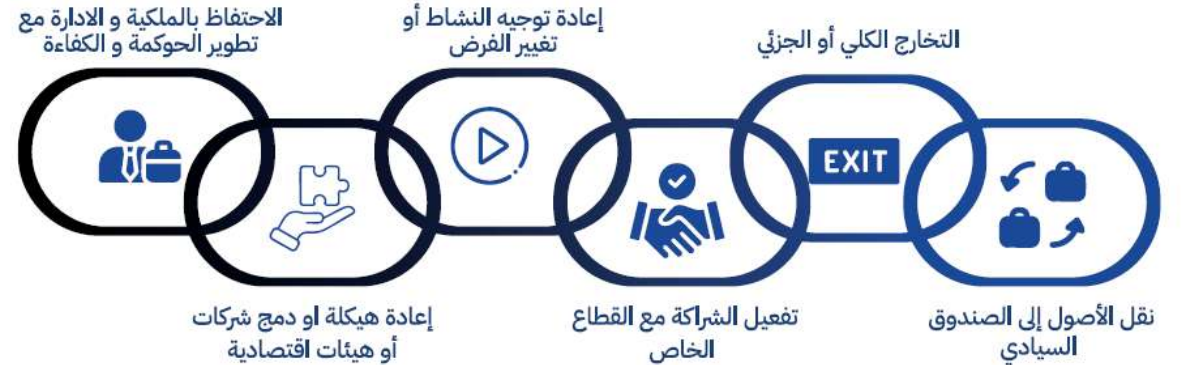 الاحتفاظ بالملكية و الادارة مع
تطوير الحوكمة و الكفاءة
إعادة توجيه النشاط أو
تغيير الفرض
التخارج الكلي أو الجزئي
EXIT
إعادة هيكلة او دمج شركات
أو هيئات اقتصادية
تفعيل الشراكة مع القطاع
الخاص
نقل الأصول إلى الصندوق
السيادي